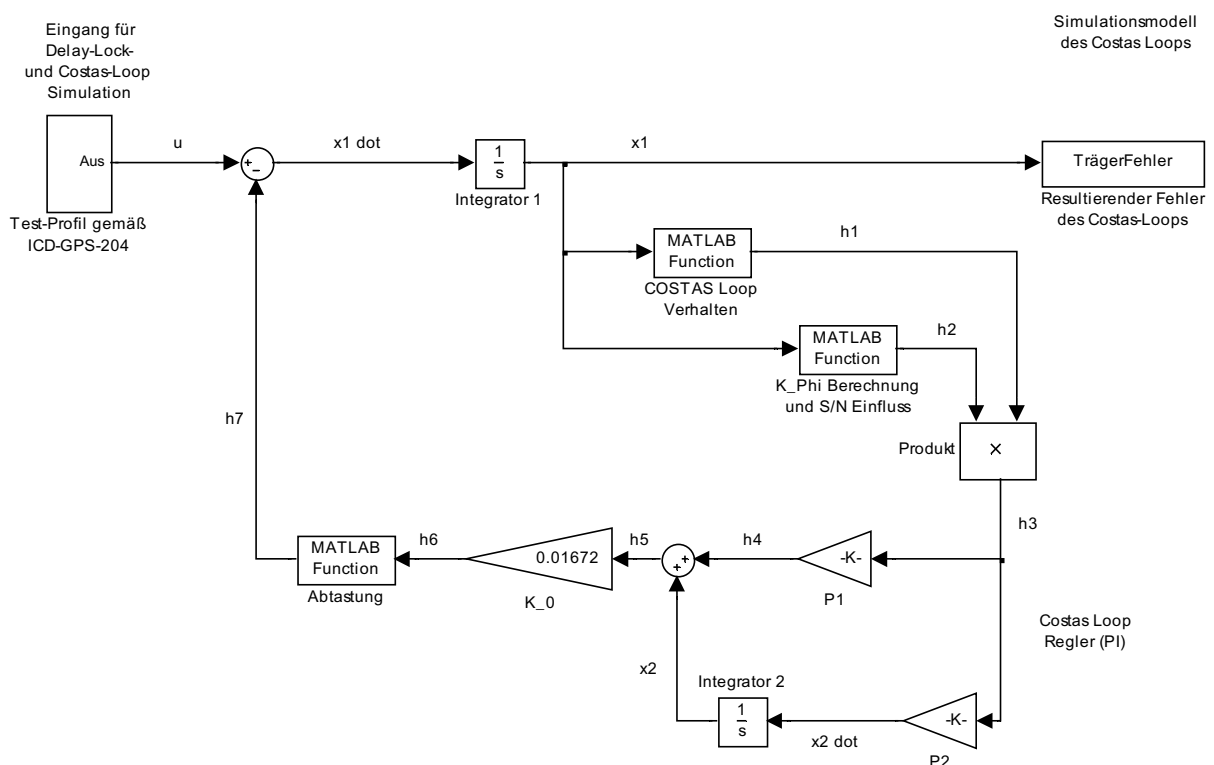 Simulationsmodell
des Costas Loops
Eingang für
Delay-Lock-
und Costas-Loop
Simulation
Aus
u
+
−
x1 dot
1
s
Integrator 1
x1
TrägerFehler
Resultierender Fehler
des Costas-Loops
Test-Profil gemäß
ICD-GPS-204
MATLAB
Function
COSTAS Loop
Verhalten
h1
MATLAB
Function
K_Phi Berechnung
und S/N Einfluss
h2
h7
Produkt
×
h3
MATLAB
Function
Abtastung
h6
0.01672
K_0
h5
+
+
h4
-K-
P1
Costas Loop
Regler (PI)
x2
Integrator 2
1
s
x2 dot
-K-
P2